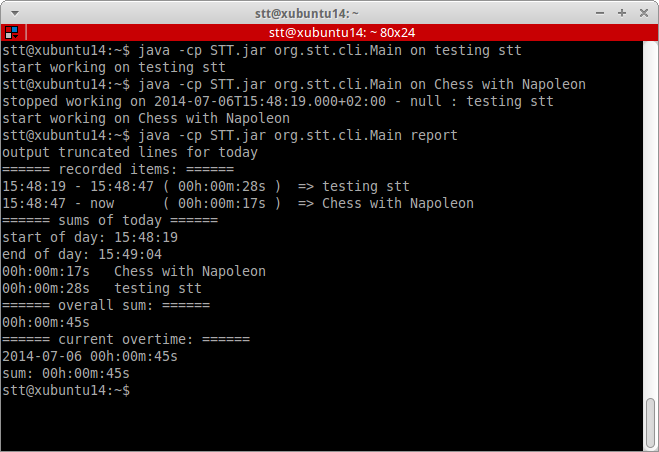 stt@xubuntu14: ~
stt@xubuntu14: ~ 80x24
stt@xubuntu14:~$ java -cp STT.jar org.stt.cli.Main on testing stt
start working on testing stt
stt@xubuntu14:~$ java -cp STT.jar org.stt.cli.Main on Chess with Napoleon
stopped working on 2014-07-06T15:48:19.000+02:00 - null : testing stt
start working on Chess with Napoleon
stt@xubuntu14:~$ java -cp STT.jar org.stt.cli.Main report
output truncated lines for today
====== recorded items: ======
15:48:19 - 15:48:47 ( 00h:00m:28s )  => testing stt
15:48:47 - now      ( 00h:00m:17s )  => Chess with Napoleon
====== sums of today ======
start of day: 15:48:19
end of day: 15:49:04
00h:00m:17s   Chess with Napoleon
00h:00m:28s   testing stt
====== overall sum: ======
00h:00m:45s
====== current overtime: ======
2014-07-06 00h:00m:45s
sum: 00h:00m:45s
stt@xubuntu14:~$